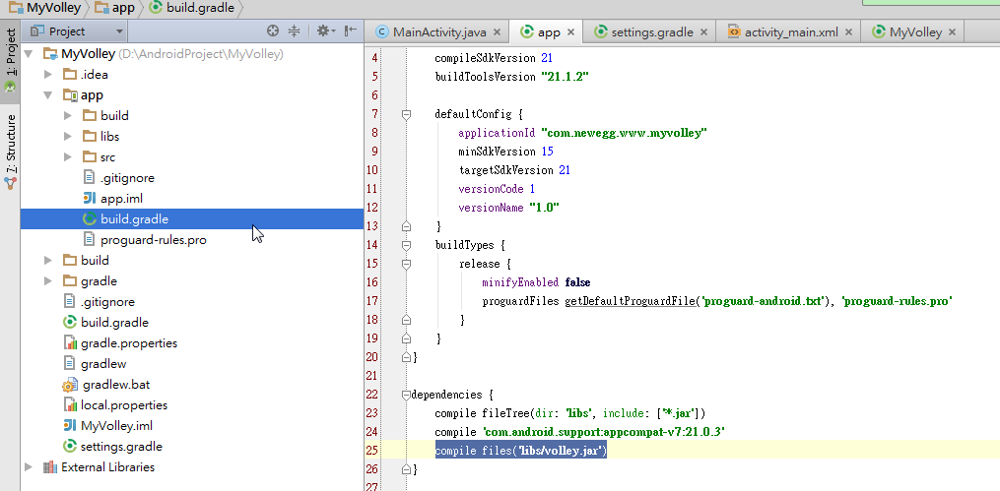 MyVolley app build.gradle
Project
MainActivity.java app settings.gradle activity_main.xml MyVolley
1: Project
7: Structure
MyVolley (D:\AndroidProject\MyVolley)
.idea
app
build
libs
src
.gitignore
app.iml
build.gradle
proguard-rules.pro
build
gradle
.gitignore
build.gradle
gradle.properties
gradlew
gradlew.bat
local.properties
MyVolley.iml
settings.gradle
External Libraries
4 compileSdkVersion 21
5 buildToolsVersion "21.1.2"
6
7 defaultConfig {
8 applicationId "com.newegg.www.myvolley"
9 minSdkVersion 15
10 targetSdkVersion 21
11 versionCode 1
12 versionName "1.0"
13 }
14 buildTypes {
15 release {
16 minifyEnabled false
17 proguardFiles getDefaultProguardFile('proguard-android.txt'), 'proguard-rules.pro'
18 }
19 }
20 }
21
22 dependencies {
23 compile fileTree(dir: 'libs', include: ['*.jar'])
24 compile 'com.android.support:appcompat-v7:21.0.3'
25 compile files('libs/volley.jar')
26 }
27